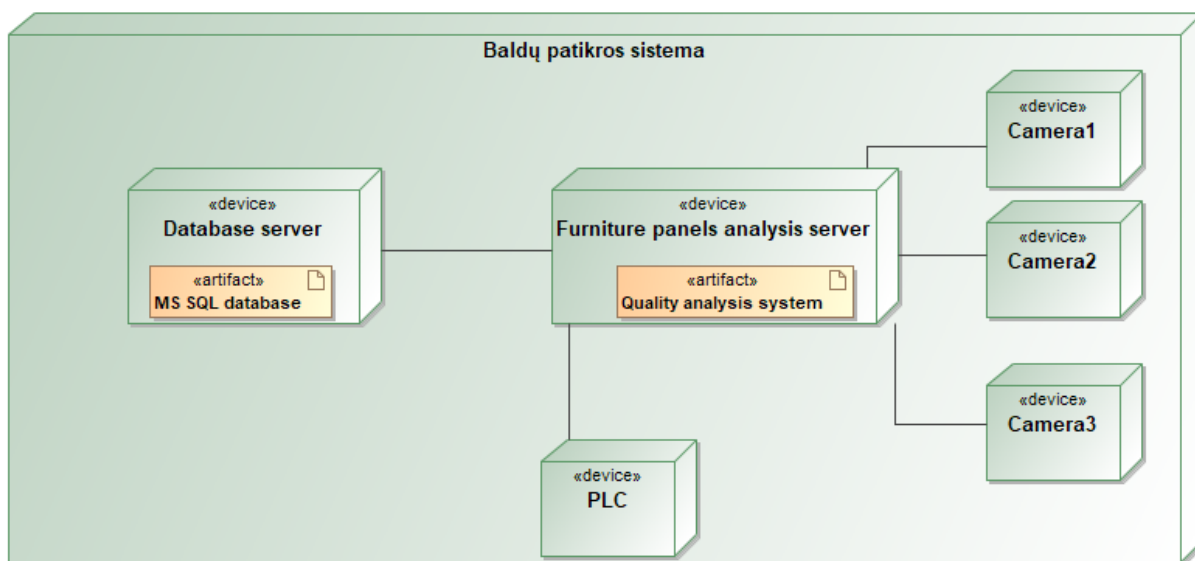 Baldų patikros sistema
«device»
Camera1
«device»
Database server
«artifact»
MS SQL database
«device»
Furniture panels analysis server
«artifact»
Quality analysis system
«device»
Camera2
«device»
Camera3
«device»
PLC